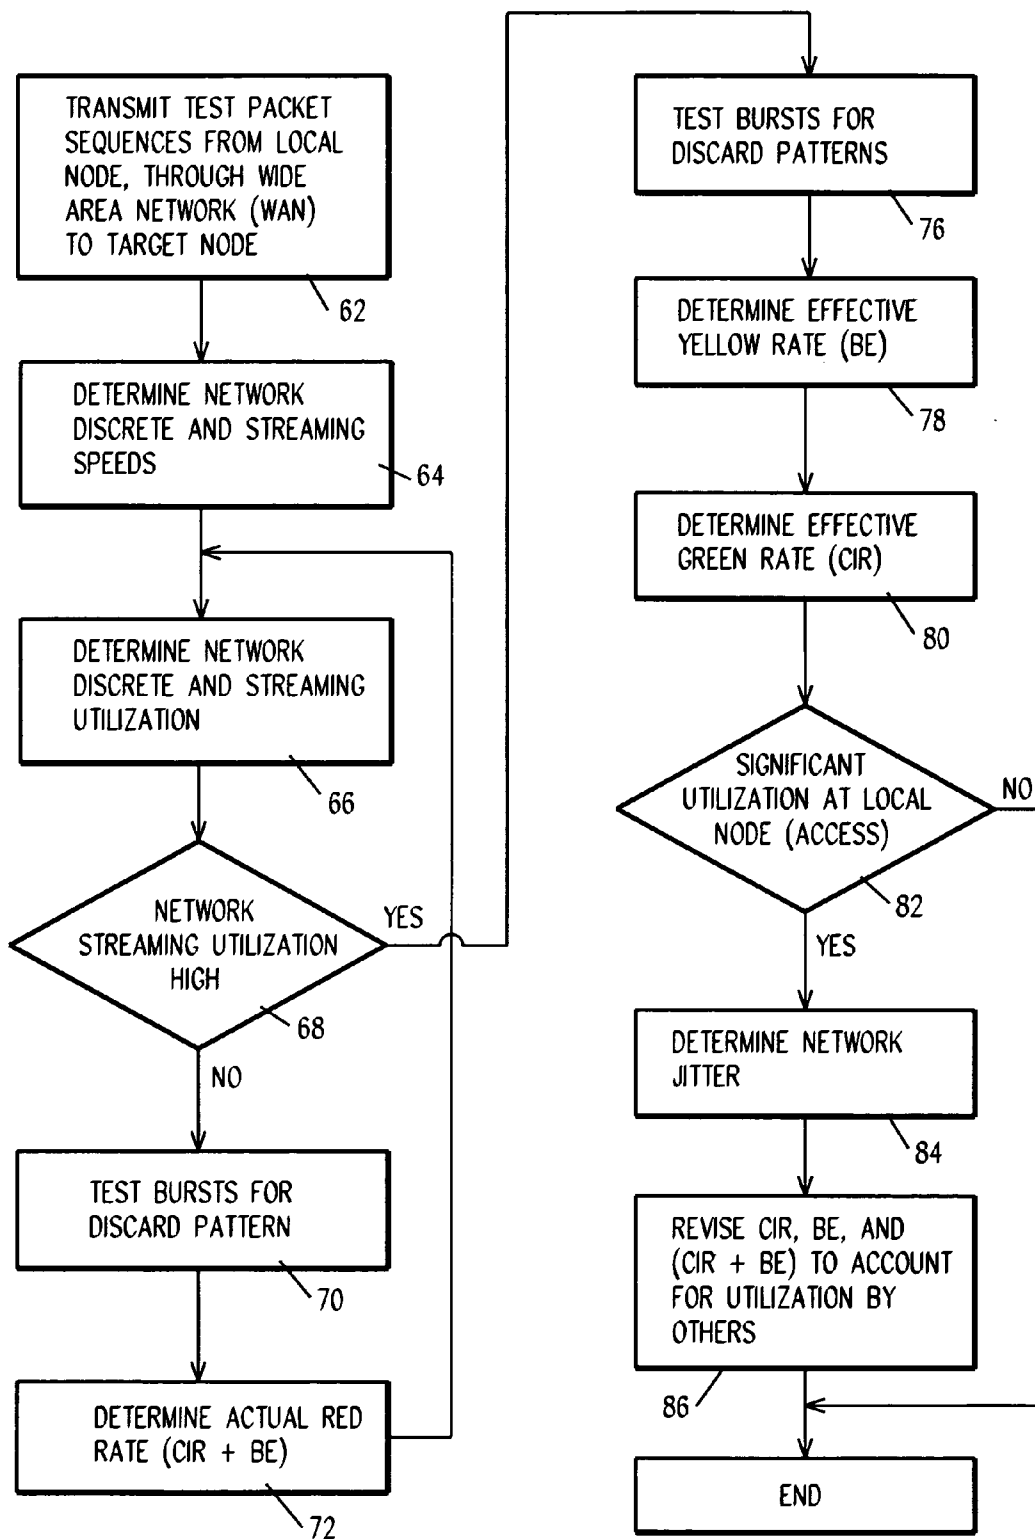 TRANSMIT TEST PACKET
SEQUENCES FROM LOCAL
NODE, THROUGH WIDE
AREA NETWORK (WAN)
TO TARGET NODE
62
DETERMINE NETWORK
DISCRETE AND STREAMING
SPEEDS
64
DETERMINE NETWORK
DISCRETE AND STREAMING
UTILIZATION
66
NETWORK
STREAMING UTILIZATION
HIGH
YES
68
NO
TEST BURSTS FOR
DISCARD PATTERN
70
DETERMINE ACTUAL RED
RATE (CIR + BE)
72
TEST BURSTS FOR
DISCARD PATTERNS
76
DETERMINE EFFECTIVE
YELLOW RATE (BE)
78
DETERMINE EFFECTIVE
GREEN RATE (CIR)
80
SIGNIFICANT
UTILIZATION AT LOCAL
NODE (ACCESS)
NO
82
YES
DETERMINE NETWORK
JITTER
84
REVISE CIR, BE, AND
(CIR + BE) TO ACCOUNT
FOR UTILIZATION BY
OTHERS
86
END